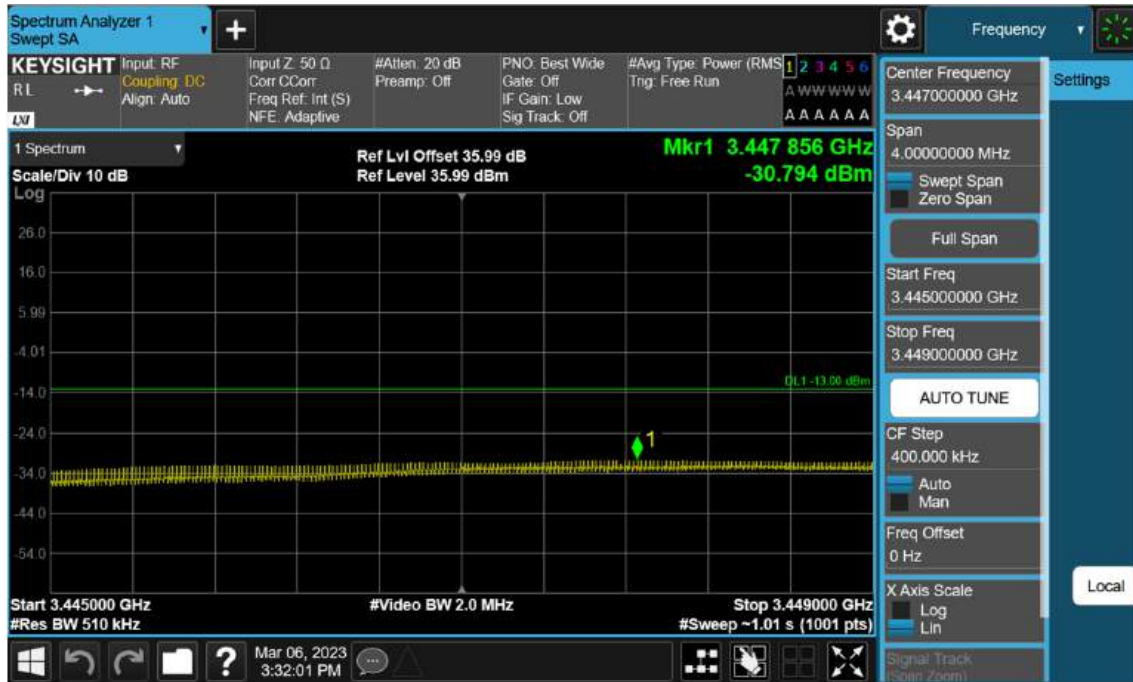 Spectrum Analyzer 1
Swept SA
Frequency
KEYSIGHT
RL
LXI
Input: RF
Coupling: DC
Align: Auto
Input Z: 50 Ω
Corr CCorr
Freq Ref: Int (S)
NFE: Adaptive
#Atten: 20 dB
Preamp: Off
PNO: Best Wide
Gate: Off
IF Gain: Low
Sig Track: Off
#Avg Type: Power (RMS
Trig: Free Run
1 2 3 4 5 6
A W W W W W
A A A A A A
1 Spectrum
Scale/Div 10 dB
Ref Lvl Offset 35.99 dB
Ref Level 35.99 dBm
Mkr1 3.447 856 GHz
-30.794 dBm
Log
26.0
16.0
5.99
-4.01
-14.0
-24.0
-34.0
-44.0
-54.0
DL1 -13.00 dBm
1
Start 3.445000 GHz
#Res BW 510 kHz
#Video BW 2.0 MHz
Stop 3.449000 GHz
#Sweep ~1.01 s (1001 pts)
Center Frequency
3.447000000 GHz
Span
4.00000000 MHz
Swept Span
Zero Span
Full Span
Start Freq
3.445000000 GHz
Stop Freq
3.449000000 GHz
AUTO TUNE
CF Step
400.000 kHz
Auto
Man
Freq Offset
0 Hz
X Axis Scale
Log
Lin
Signal Track
(Span Zoom)
Settings
Local
?
Mar 06, 2023
3:32:01 PM